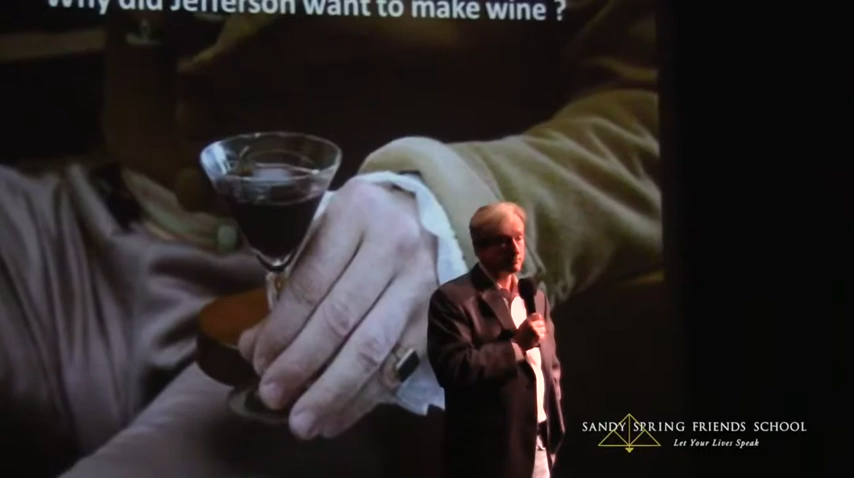 Why did Jefferson want to make wine ?
SANDY SPRING FRIENDS SCHOOL
Let Your Lives Speak